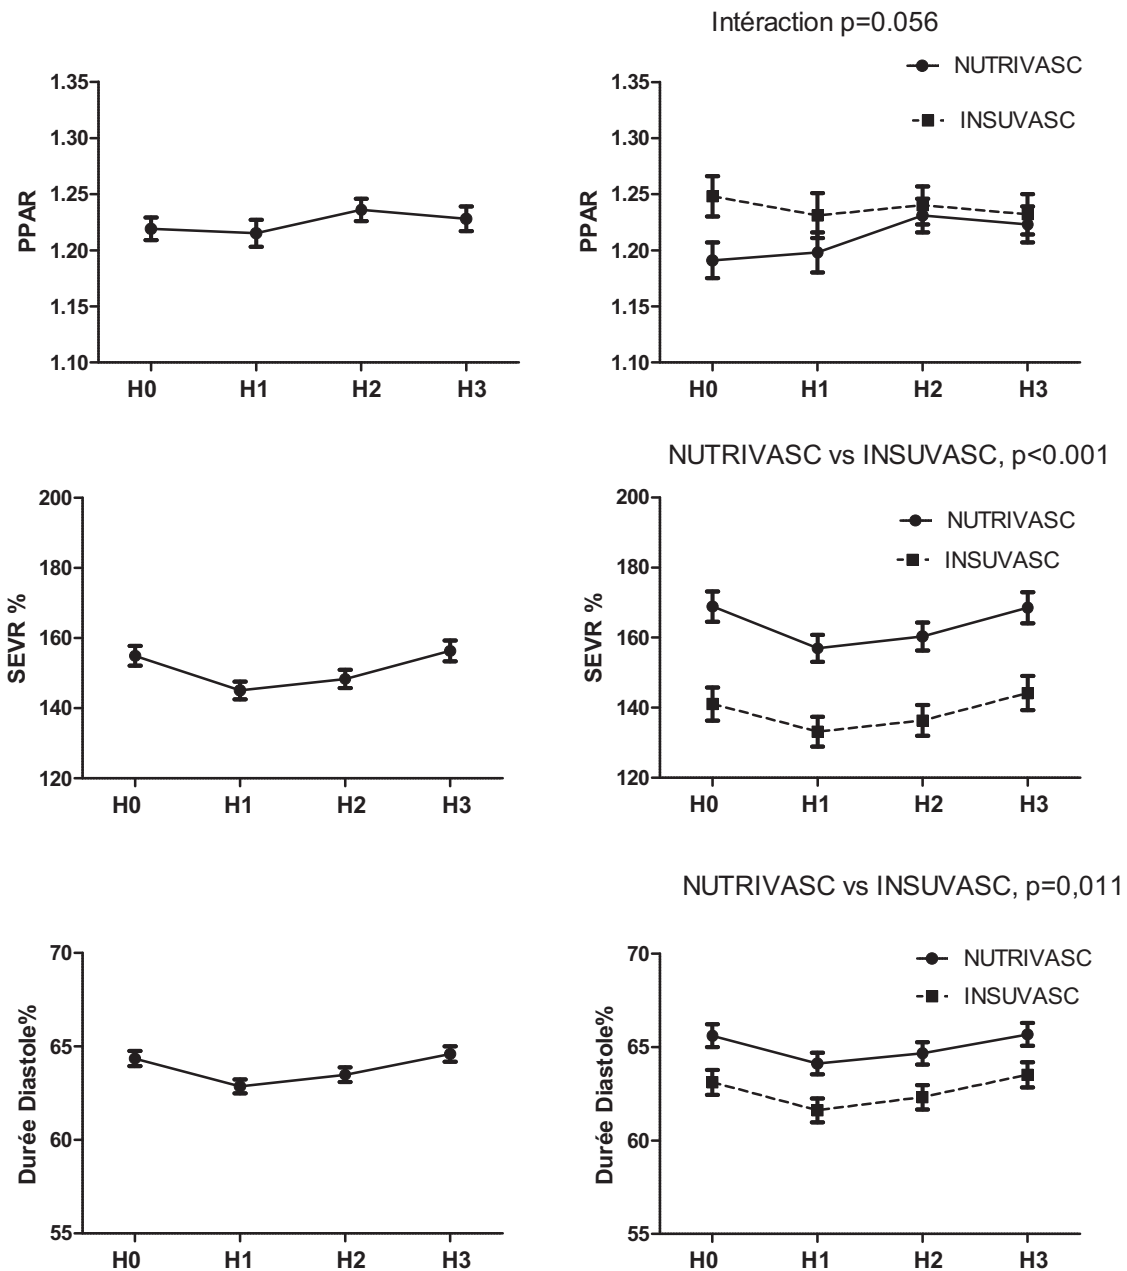 Intéraction p=0.056
PPAR
1.35
1.30
1.25
1.20
1.15
1.10
H0 H1 H2 H3
PPAR
1.35
1.30
1.25
1.20
1.15
1.10
H0 H1 H2 H3
NUTRIVASC
INSUVASC
NUTRIVASC vs INSUVASC, p<0.001
SEVR %
200
180
160
140
120
H0 H1 H2 H3
SEVR %
200
180
160
140
120
H0 H1 H2 H3
NUTRIVASC
INSUVASC
NUTRIVASC vs INSUVASC, p=0,011
Durée Diastole%
70
65
60
55
H0 H1 H2 H3
Durée Diastole%
70
65
60
55
H0 H1 H2 H3
NUTRIVASC
INSUVASC